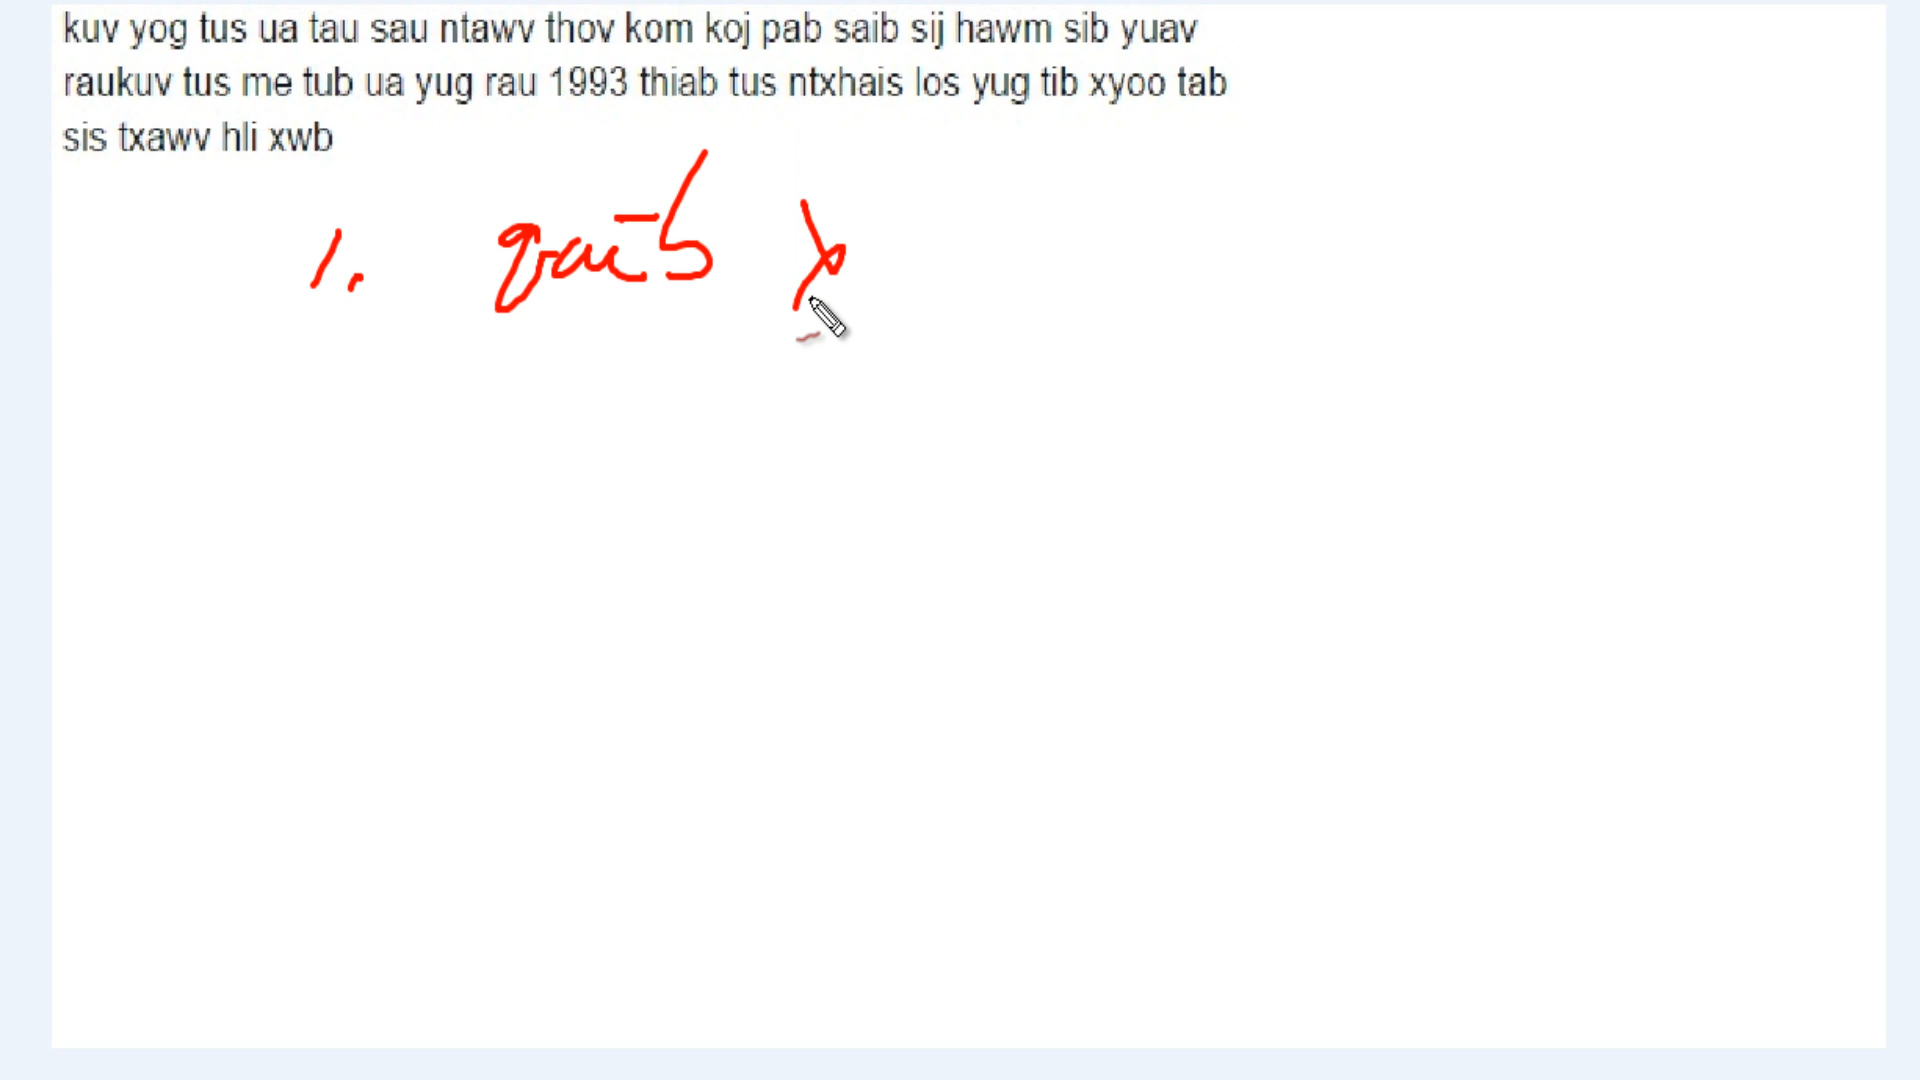 kuv yog tus ua tau sau ntawv thov kom koj pab saib sij hawm sib yuav
raukuv tus me tub ua yug rau 1993 thiab tus ntxhais los yug tib xyoo tab
sis txawv hli xwb
1. qaib